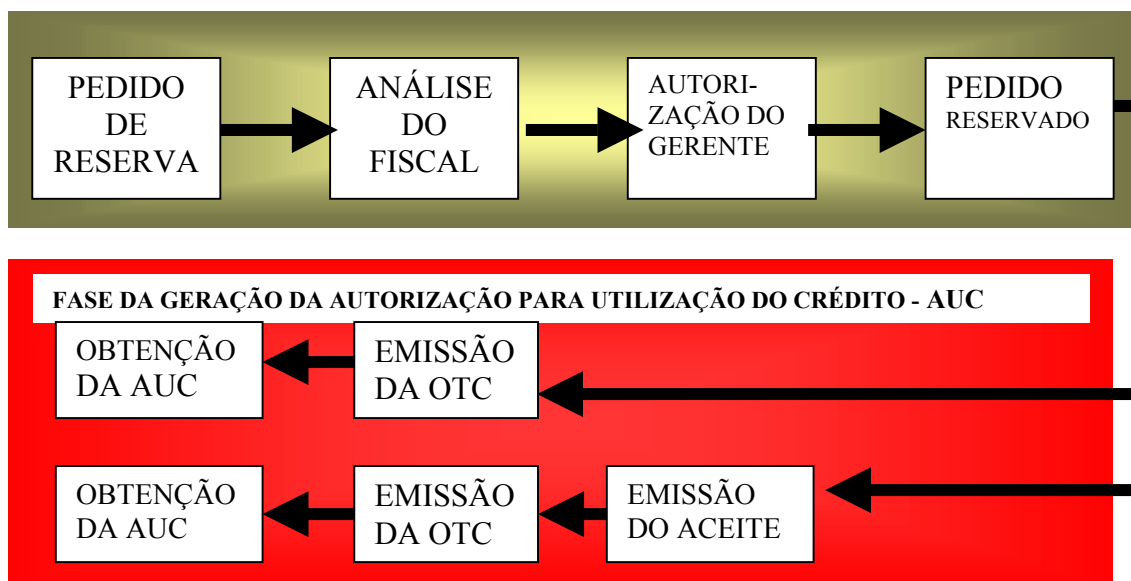 PEDIDO
DE
RESERVA
ANÁLISE
DO
FISCAL
AUTORI-
ZAÇÃO DO
GERENTE
PEDIDO
RESERVADO
FASE DA GERAÇÃO DA AUTORIZAÇÃO PARA UTILIZAÇÃO DO CRÉDITO - AUC
OBTENÇÃO
DA AUC
EMISSÃO
DA OTC
OBTENÇÃO
DA AUC
EMISSÃO
DA OTC
EMISSÃO
DO ACEITE